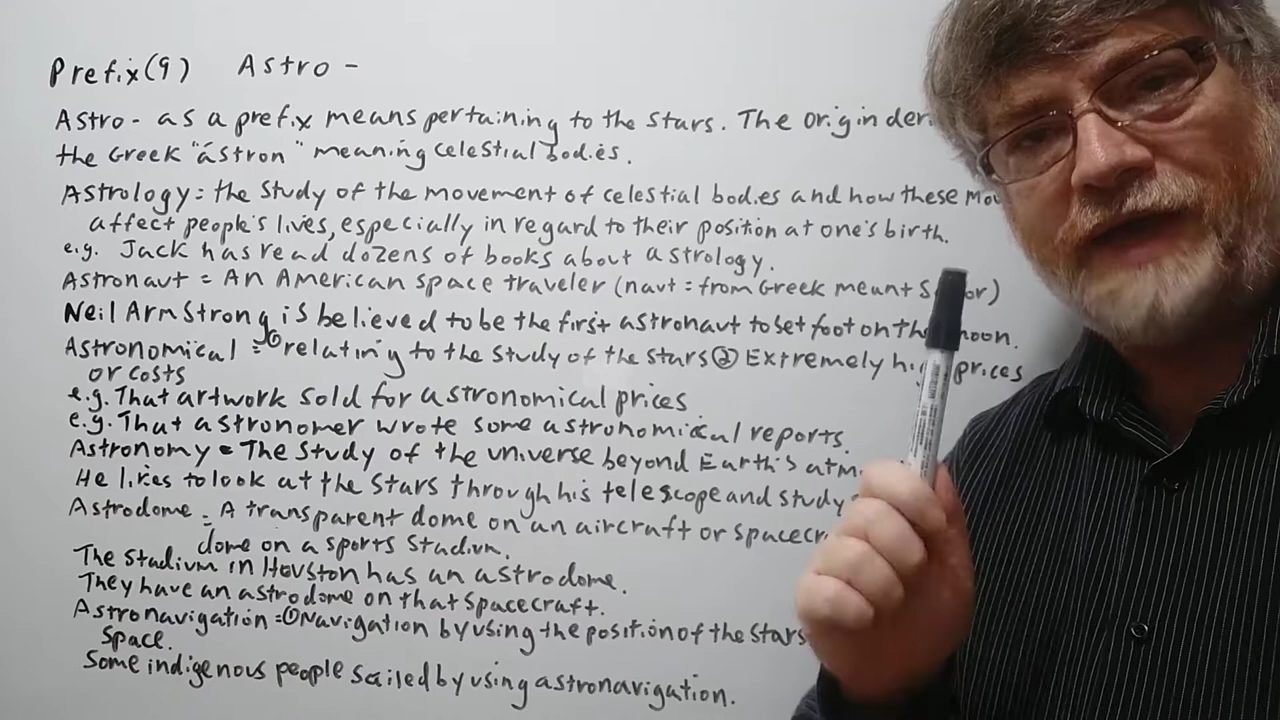 Prefix(9) Astro -
Astro - as a prefix means pertaining to the stars. The origin
the Greek "ástron" meaning celestial bodies.
Astrology = the study of the movement of celestial bodies and how these
affect people's lives, especially in regard to their position at one's birth.
e.g. Jack has read dozens of books about astrology.
Astronaut = An American space traveler (naut = from Greek meant
Neil Armstrong is believed to be the first astronaut to set foot on the moon.
Astronomical = ① relating to the study of the stars ② Extremely high prices
or costs
e.g. That artwork sold for astronomical prices
e.g. That astronomer wrote some astronomical reports.
Astronomy = The study of the universe beyond Earth's
He likes to look at the stars through his telescope and study
Astrodome = A transparent dome on an aircraft or
dome on a sports stadium.
The stadium in Houston has an astrodome.
They have an astrodome on that spacecraft.
Astronavigation = ① Navigation by using the position of the stars
space.
Some indigenous people sailed by using astronavigation.